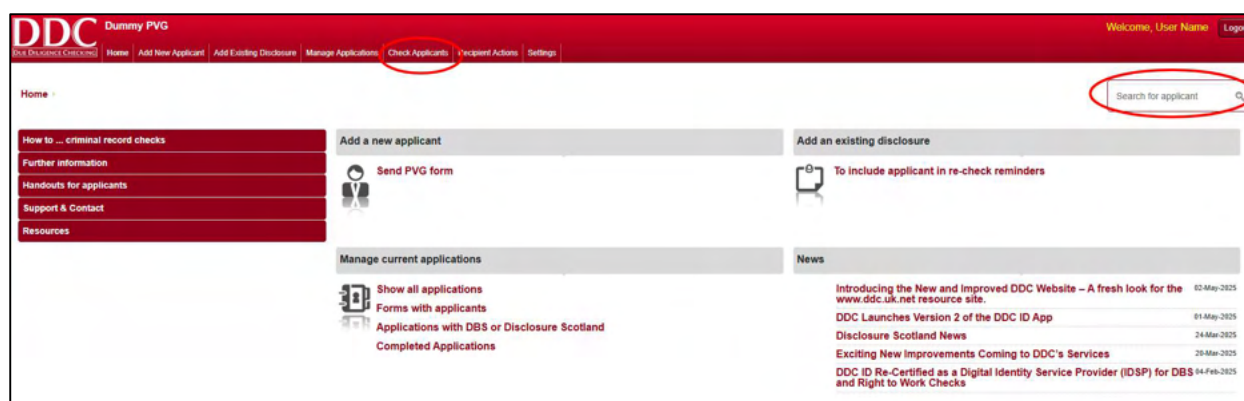 DDC
DUE DILIGENCE CHECKING
Dummy PVG
Welcome, User Name
Home Add New Applicant Add Existing Disclosure Manage Applications Check Applicants Recipient Actions Settings
Home
Search for applicant
How to ... criminal record checks
Further information
Handouts for applicants
Support & Contact
Resources
Add a new applicant
Send PVG form
Add an existing disclosure
To include applicant in re-check reminders
Manage current applications
Show all applications
Forms with applicants
Applications with DBS or Disclosure Scotland
Completed Applications
News
Introducing the New and Improved DDC Website – A fresh look for the 02-May-2025
www.ddc.uk.net resource site.
DDC Launches Version 2 of the DDC ID App 01-May-2025
Disclosure Scotland News 24-Mar-2025
Exciting New Improvements Coming to DDC's Services 20-Mar-2025
DDC ID Re-Certified as a Digital Identity Service Provider (IDSP) for DBS 04-Feb-2025
and Right to Work Checks